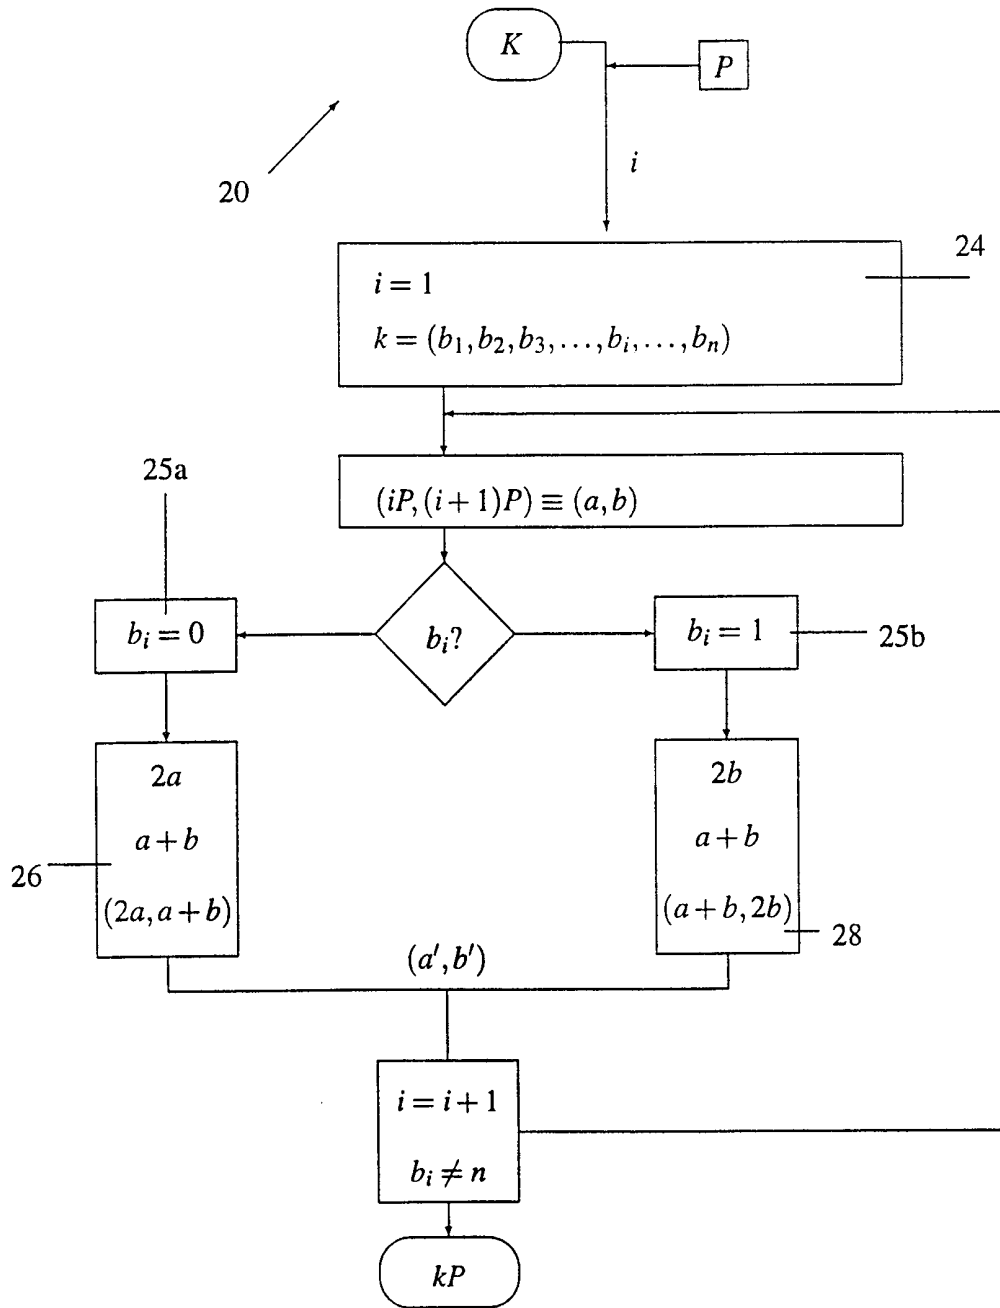 K
P
i
20
24
i = 1
k = (b₁, b₂, b₃, …, bᵢ, …, bₙ)
(iP, (i + 1)P) ≡ (a, b)
25a
bᵢ = 0
bᵢ?
bᵢ = 1
25b
2a
a + b
(2a, a + b)
26
2b
a + b
(a + b, 2b)
28
(a′, b′)
i = i + 1
bᵢ ≠ n
kP